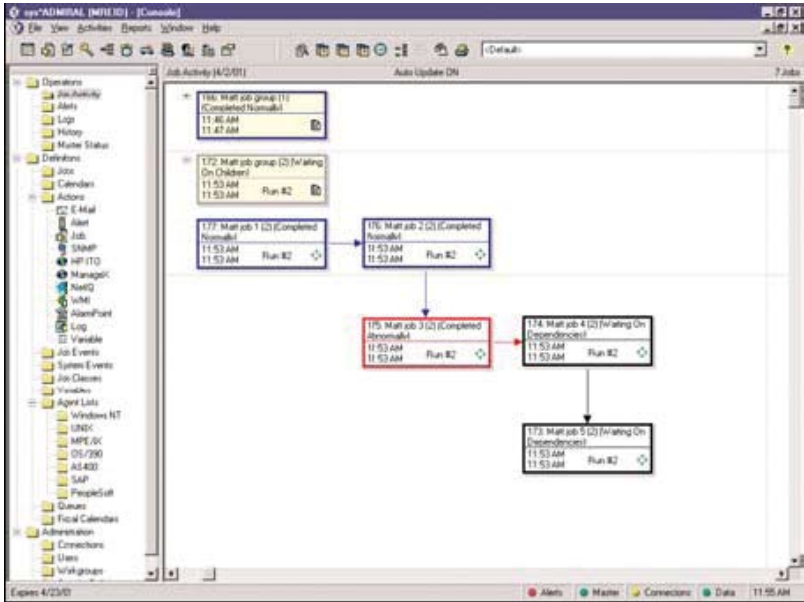 sys*ADMIRAL [MREID] - [Console]
File View Activities Reports Window Help
<Default>
Job Activity (4/2/01) Auto Update ON 7 Jobs
Operations
Job Activity
Alerts
Logs
History
Master Status
Definitions
Jobs
Calendars
Actions
E-Mail
Alert
Job
SNMP
HP ITO
ManageX
NetIQ
WMI
AlarmPoint
Log
Variable
Job Events
System Events
Job Classes
Variables
Agent Lists
Windows NT
UNIX
MPE/iX
OS/390
AS400
SAP
PeopleSoft
Queues
Fiscal Calendars
Administration
Connections
Users
Workgroups
166: Matt job group (1)
(Completed Normally)
11:46 AM
11:47 AM
172: Matt job group (2) (Waiting
On Children)
11:53 AM
11:53 AM Run #2
177: Matt job 1 (2) (Completed
Normally)
11:53 AM
11:53 AM Run #2
176: Matt job 2 (2) (Completed
Normally)
11:53 AM
11:53 AM Run #2
175: Matt job 3 (2) (Completed
Abnormally)
11:53 AM
11:53 AM Run #2
174: Matt job 4 (2) (Waiting On
Dependencies)
11:53 AM
11:53 AM Run #2
173: Matt job 5 (2) (Waiting On
Dependencies)
11:53 AM
11:53 AM Run #2
Expires 4/23/01 Alerts Master Connections Data 11:55 AM